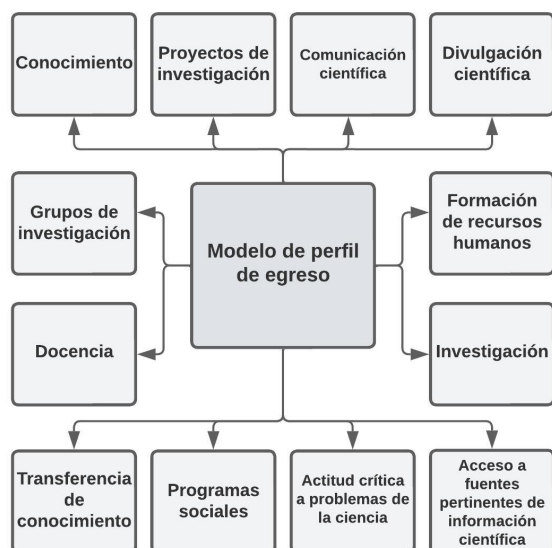 Conocimiento
Proyectos de
investigación
Comunicación
científica
Divulgación
científica
Grupos de
investigación
Modelo de perfil
de egreso
Formación
de recursos
humanos
Docencia
Investigación
Transferencia
de
conocimiento
Programas
sociales
Actitud crítica
a problemas de
la ciencia
Acceso a
fuentes
pertinentes de
información
científica